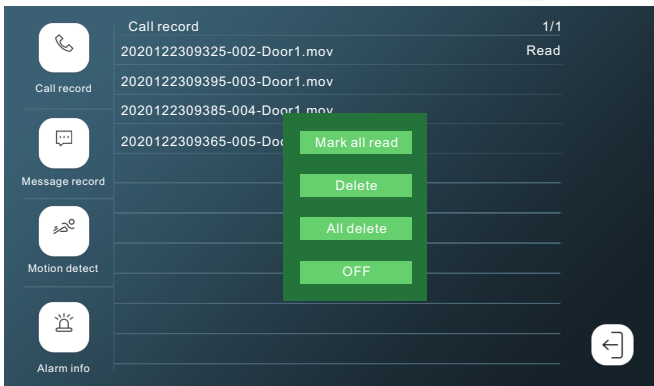 Call record 1/1
2020122309325-002-Door1.mov Read
2020122309395-003-Door1.mov
2020122309385-004-Door1.mov
2020122309365-005-Doo
Mark all read
Delete
All delete
OFF
Call record
Message record
Motion detect
Alarm info